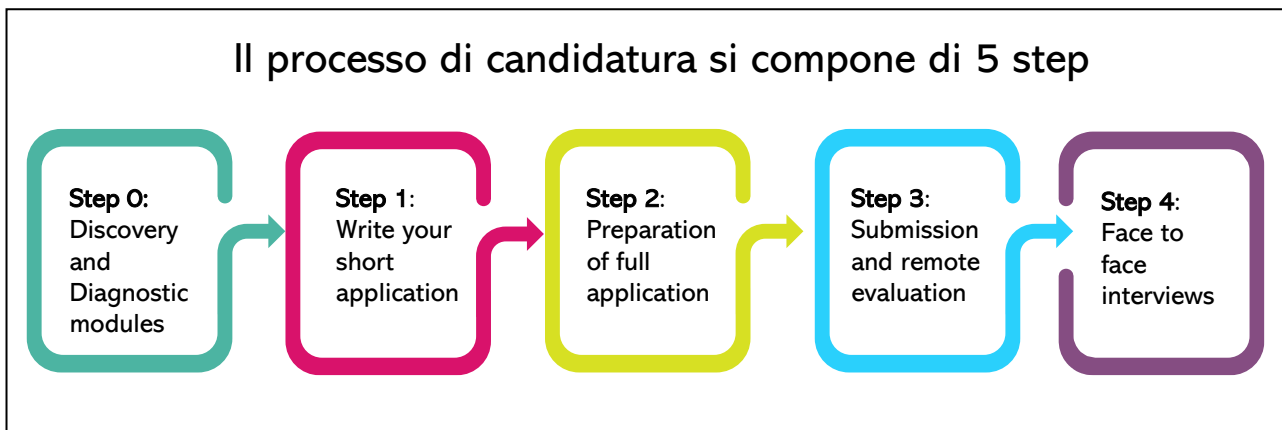 Il processo di candidatura si compone di 5 step
Step 0:
Discovery
and
Diagnostic
modules
Step 1:
Write your
short
application
Step 2:
Preparation
of full
application
Step 3:
Submission
and remote
evaluation
Step 4:
Face to
face
interviews